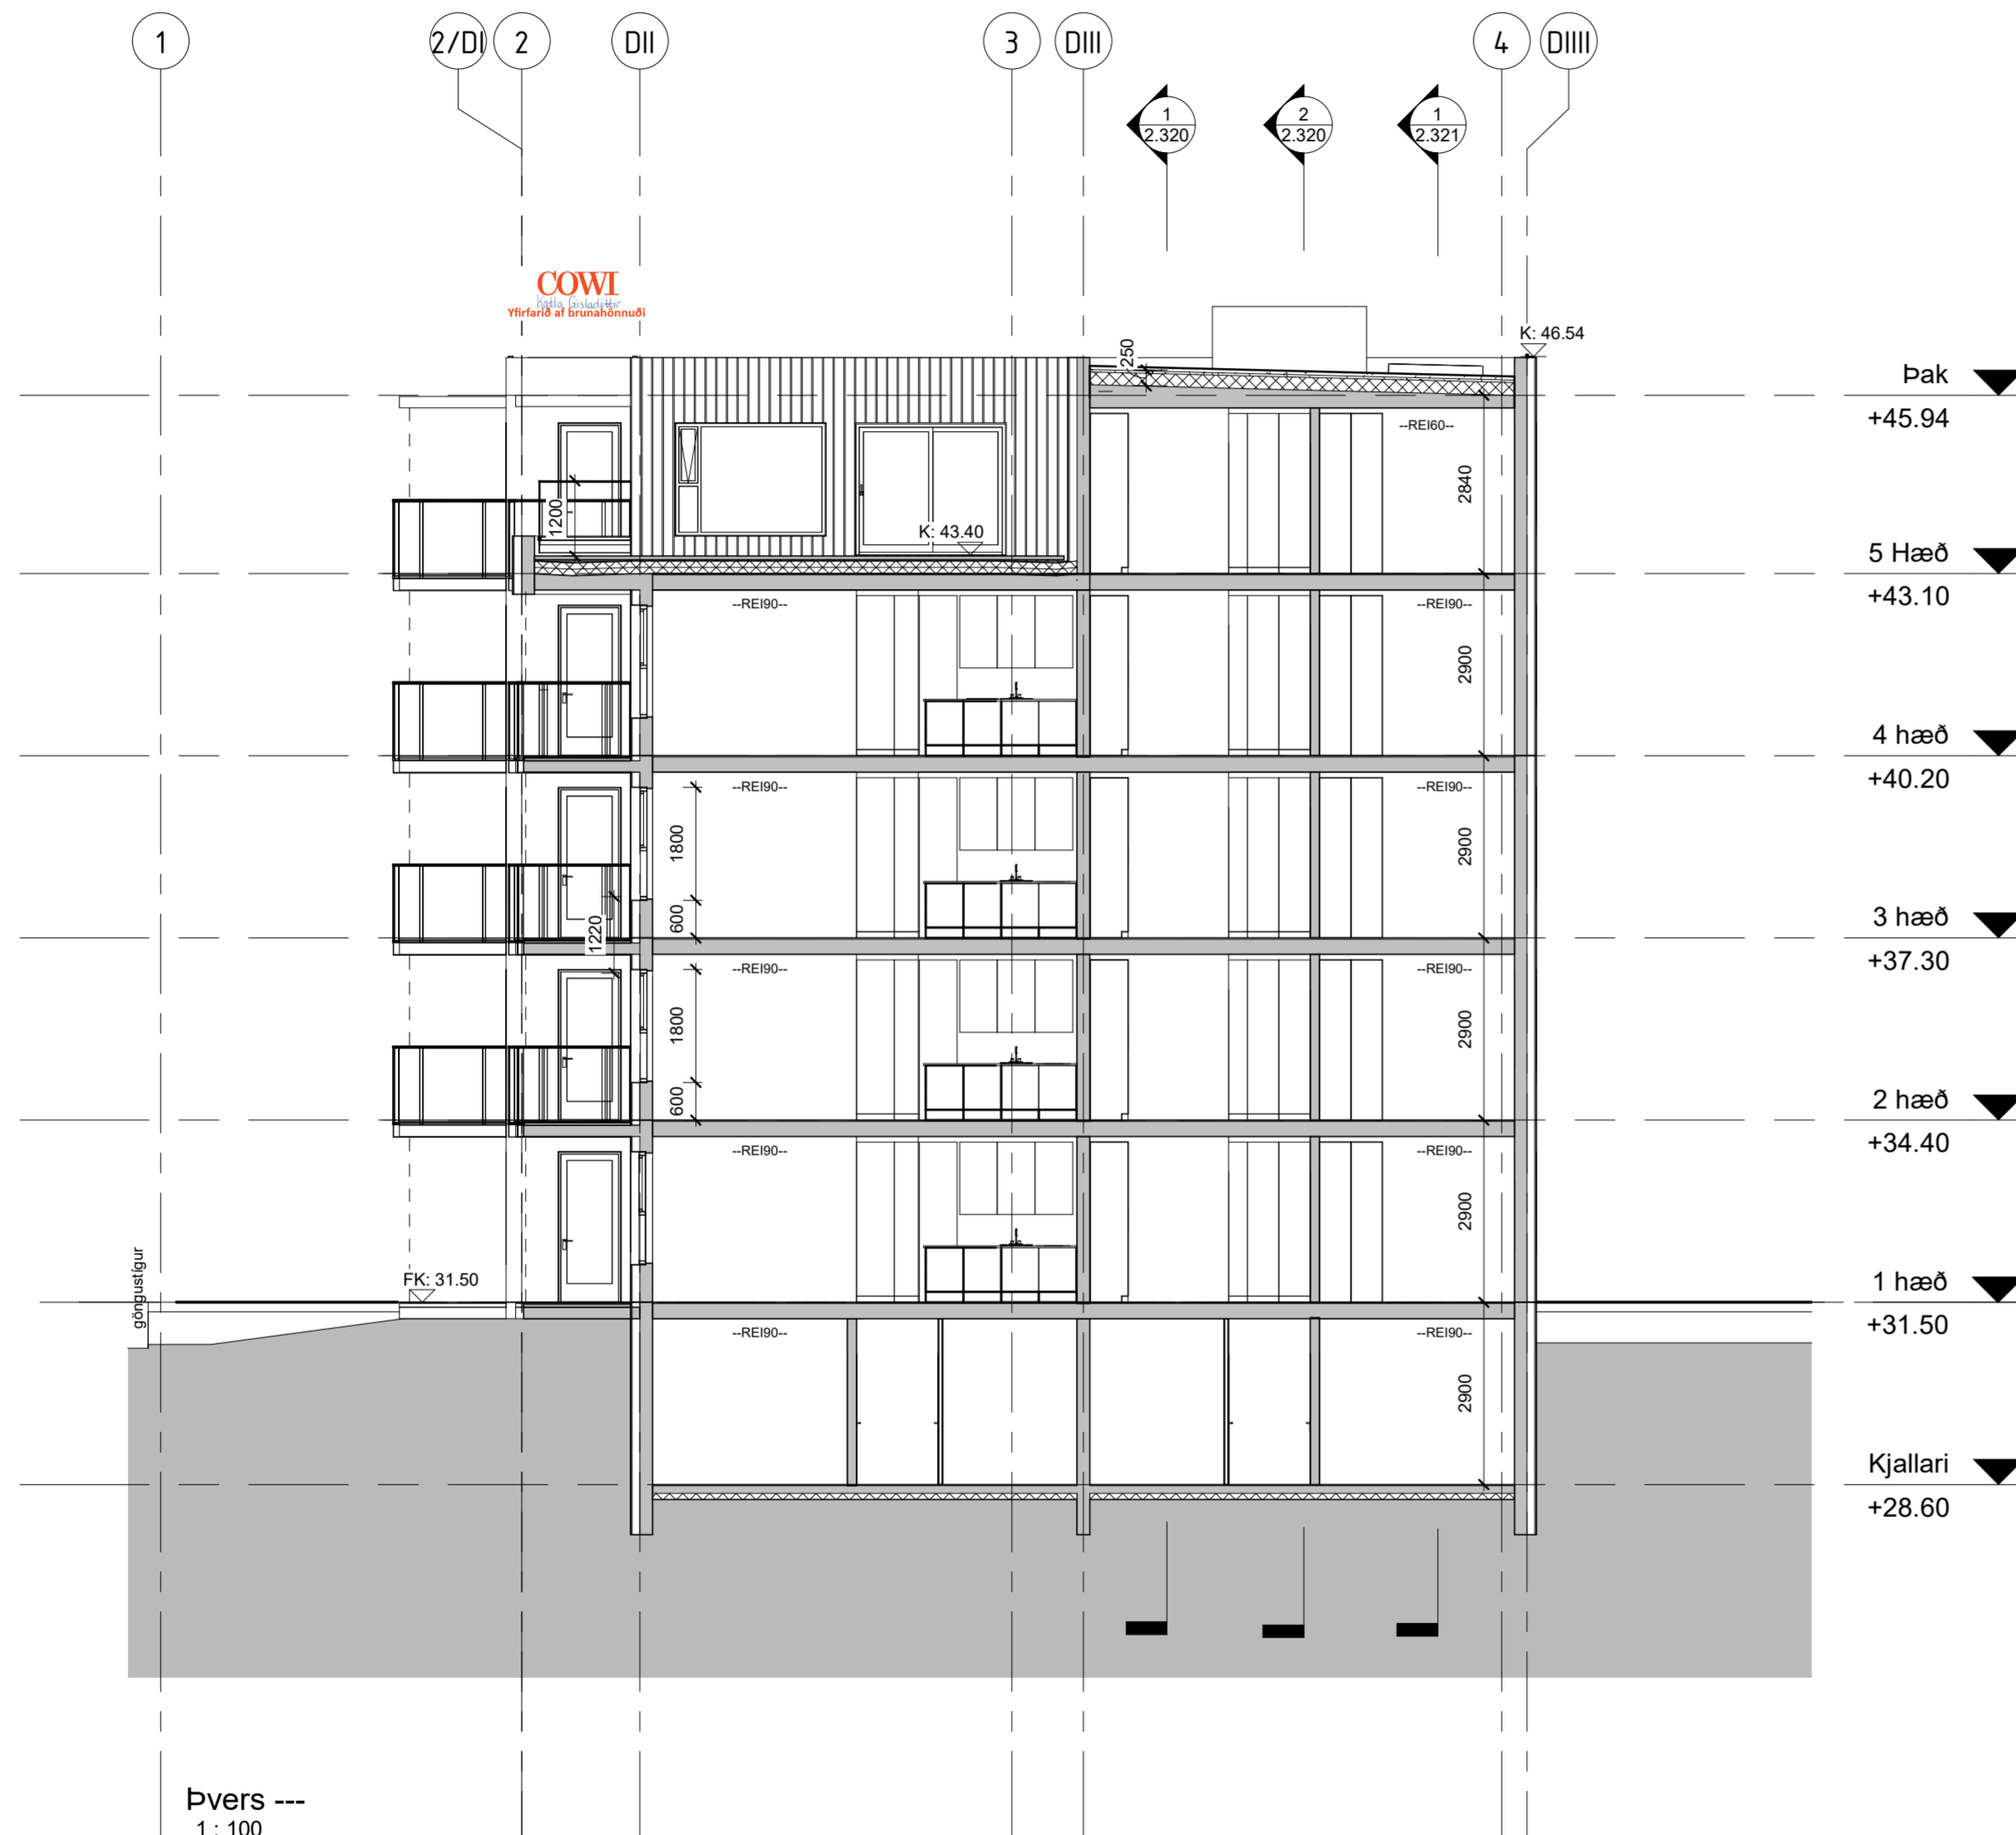 1
2/DI
2
DII
3
DIII
4
DIIII
1
2.320
2
2.320
1
2.321
COWI
Katla Gísladóttir
Yfirfarið af brunahönnuði
K: 46.54
250
Þak
+45.94
--REI60--
2840
1200
K: 43.40
5 Hæð
+43.10
--REI90--
--REI90--
2900
4 hæð
+40.20
--REI90--
--REI90--
1800
2900
600
1220
3 hæð
+37.30
--REI90--
--REI90--
1800
2900
600
2 hæð
+34.40
--REI90--
--REI90--
2900
göngustígur
FK: 31.50
1 hæð
+31.50
--REI90--
--REI90--
2900
Kjallari
+28.60
Þvers ---
1 : 100